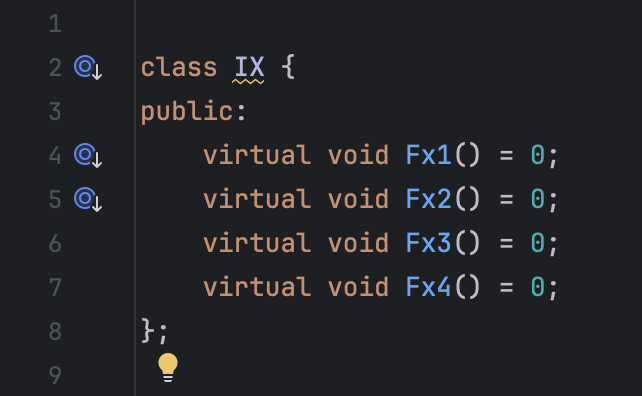 1
2 class IX {
3 public:
4     virtual void Fx1() = 0;
5     virtual void Fx2() = 0;
6     virtual void Fx3() = 0;
7     virtual void Fx4() = 0;
8 };
9